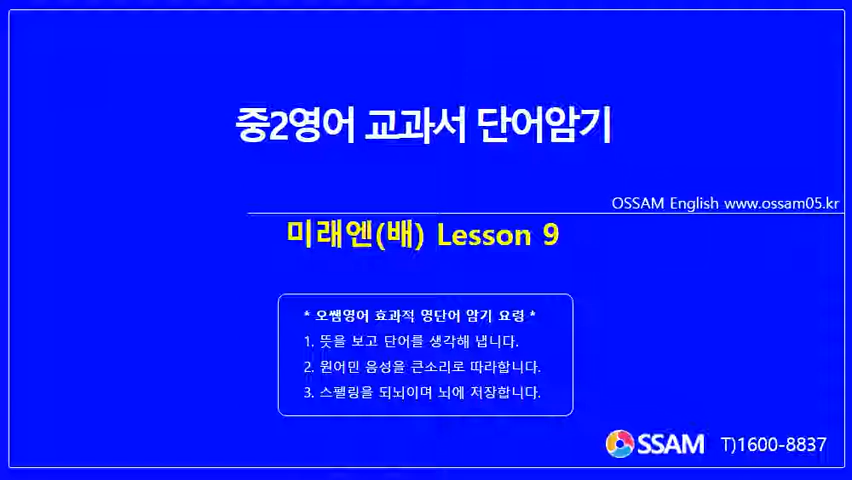 중2영어 교과서 단어암기
OSSAM English www.ossam05.kr
미래엔(배) Lesson 9
* 오쌤영어 효과적 영단어 암기 요령 *
1. 뜻을 보고 단어를 생각해 냅니다.
2. 원어민 음성을 큰소리로 따라합니다.
3. 스펠링을 되뇌이며 뇌에 저장합니다.
OSSAM T)1600-8837